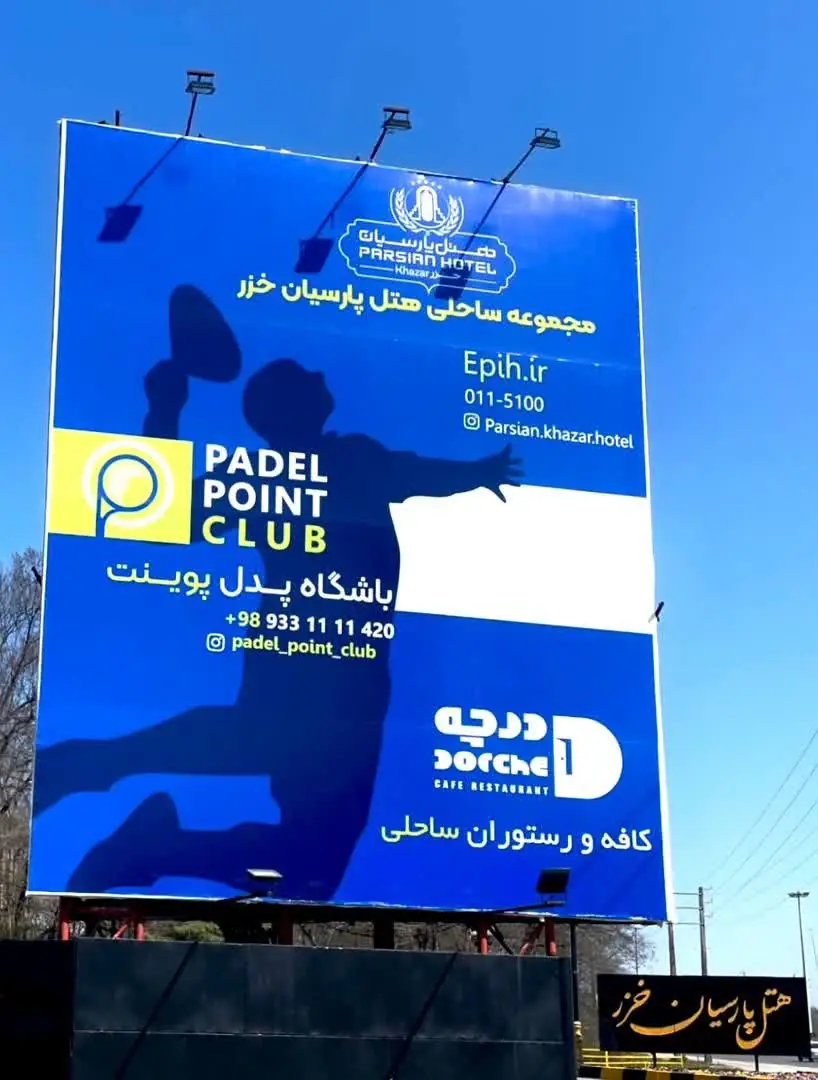 هتل پارسیان
PARSIAN HOTEL
Khazar خزر
مجموعه ساحلی هتل پارسیان خزر
Epih.ir
011-5100
Parsian.khazar.hotel
PADEL
POINT
CLUB
باشگاه پدل پوینت
+98 933 11 11 420
padel_point_club
درچه
DORCHE
CAFE RESTAURANT
کافه و رستوران ساحلی
هتل پارسیان خزر